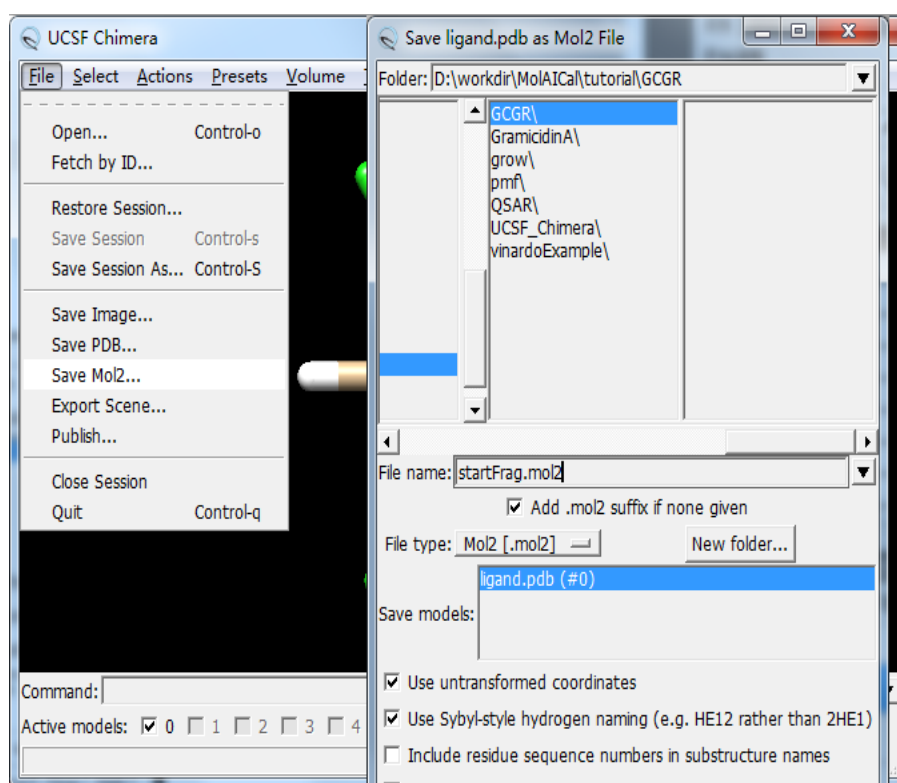 UCSF Chimera
File Select Actions Presets Volume
Open... Control-o
Fetch by ID...
Restore Session...
Save Session Control-s
Save Session As... Control-S
Save Image...
Save PDB...
Save Mol2...
Export Scene...
Publish...
Close Session
Quit Control-q
Command:
Active models: 0 1 2 3 4
Save ligand.pdb as Mol2 File
Folder: D:\workdir\MolAICal\tutorial\GCGR
GCGR\
GramicidinA\
grow\
pmf\
QSAR\
UCSF_Chimera\
vinardoExample\
File name: startFrag.mol2
Add .mol2 suffix if none given
File type: Mol2 [.mol2] New folder...
ligand.pdb (#0)
Save models:
Use untransformed coordinates
Use Sybyl-style hydrogen naming (e.g. HE12 rather than 2HE1)
Include residue sequence numbers in substructure names